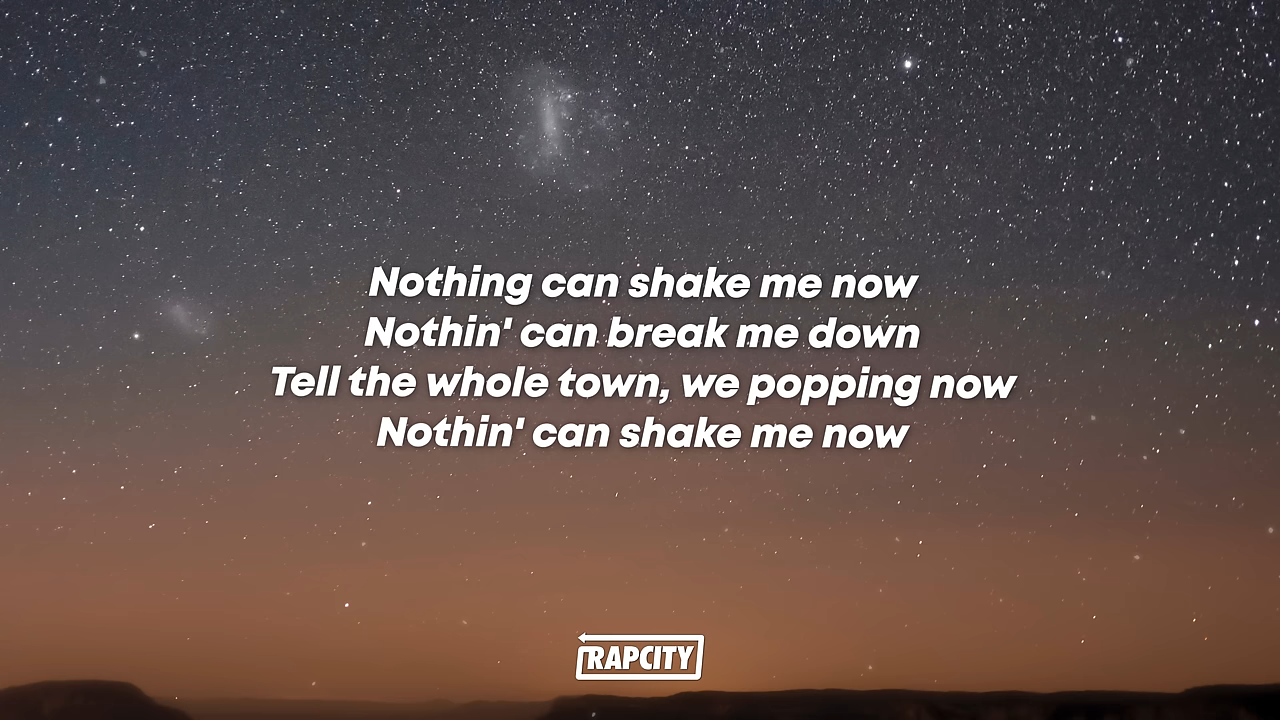 Nothing can shake me now
Nothin' can break me down
Tell the whole town, we popping now
Nothin' can shake me now
RAPCITY